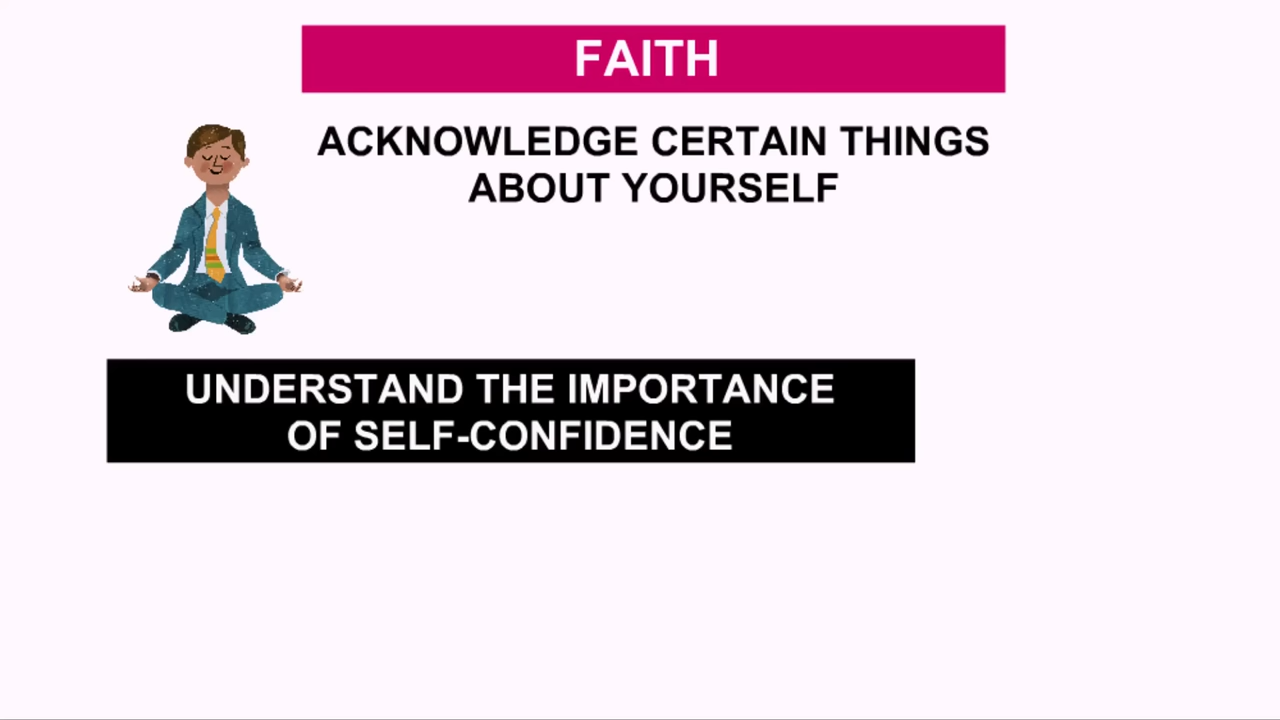 FAITH
ACKNOWLEDGE CERTAIN THINGS
ABOUT YOURSELF
UNDERSTAND THE IMPORTANCE
OF SELF-CONFIDENCE